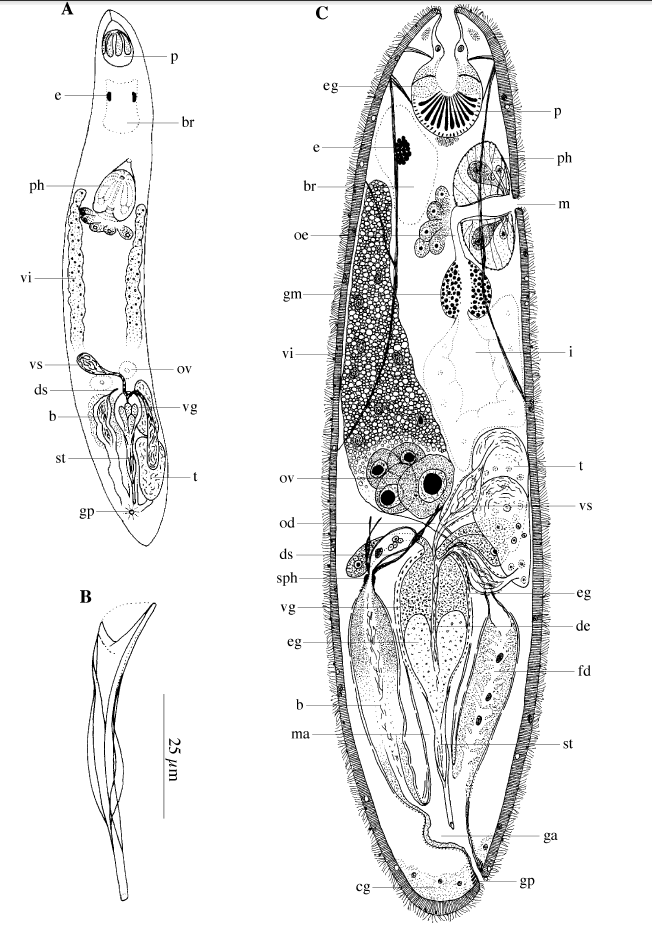 A
p
e
br
ph
vi
vs
ov
ds
vg
b
st
t
gp
B
25 μm
C
eg
p
e
ph
br
m
oe
gm
vi
i
t
ov
vs
od
ds
sph
eg
vg
de
eg
fd
b
ma
st
ga
gp
cg